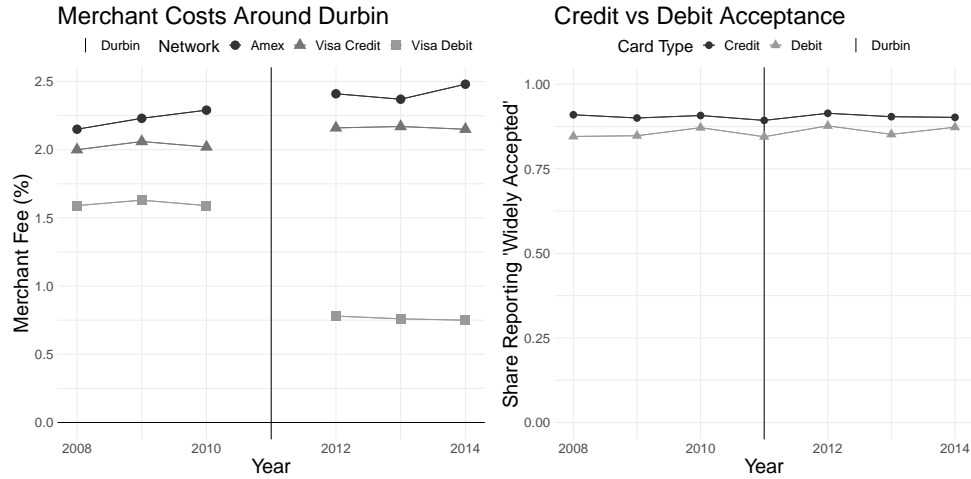 Merchant Costs Around Durbin
Durbin Network Amex Visa Credit Visa Debit
Merchant Fee (%)
2.5
2.0
1.5
1.0
0.5
0.0
2008 2010 2012 2014
Year
Credit vs Debit Acceptance
Card Type Credit Debit Durbin
Share Reporting 'Widely Accepted'
1.00
0.75
0.50
0.25
0.00
2008 2010 2012 2014
Year